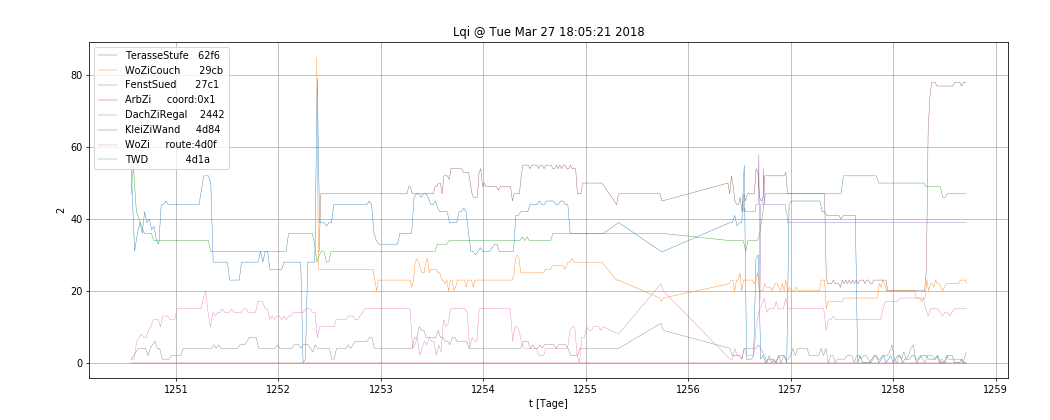 Lqi @ Tue Mar 27 18:05:21 2018
TerasseStufe 62f6
WoZiCouch 29cb
FenstSued 27c1
ArbZi coord:0x1
DachZiRegal 2442
KleiZiWand 4d84
WoZi route:4d0f
TWD 4d1a
80
60
40
20
0
2
1251 1252 1253 1254 1255 1256 1257 1258 1259
t [Tage]